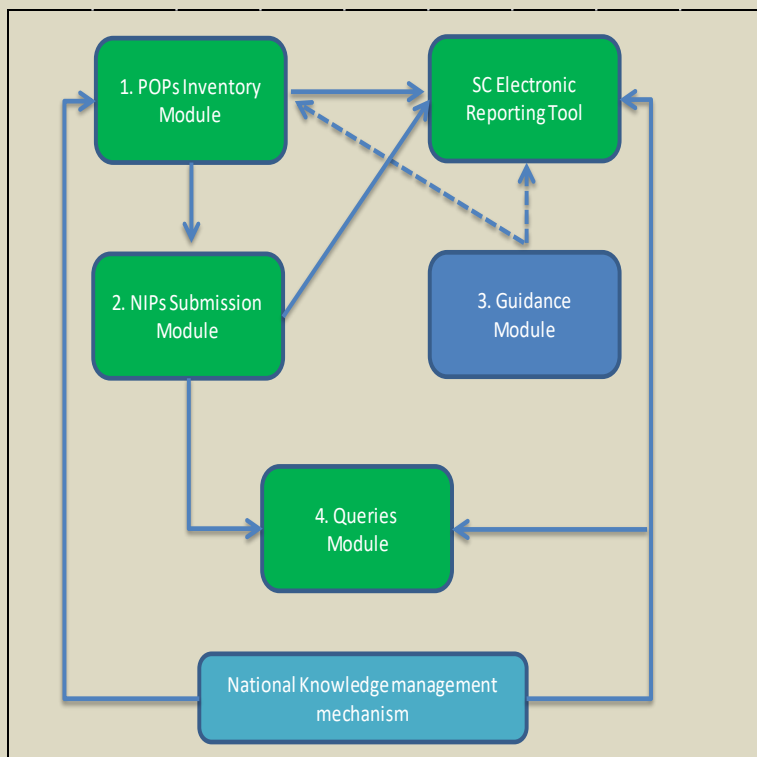 1. POPs Inventory
Module
SC Electronic
Reporting Tool
2. NIPs Submission
Module
3. Guidance
Module
4. Queries
Module
National Knowledge management
mechanism